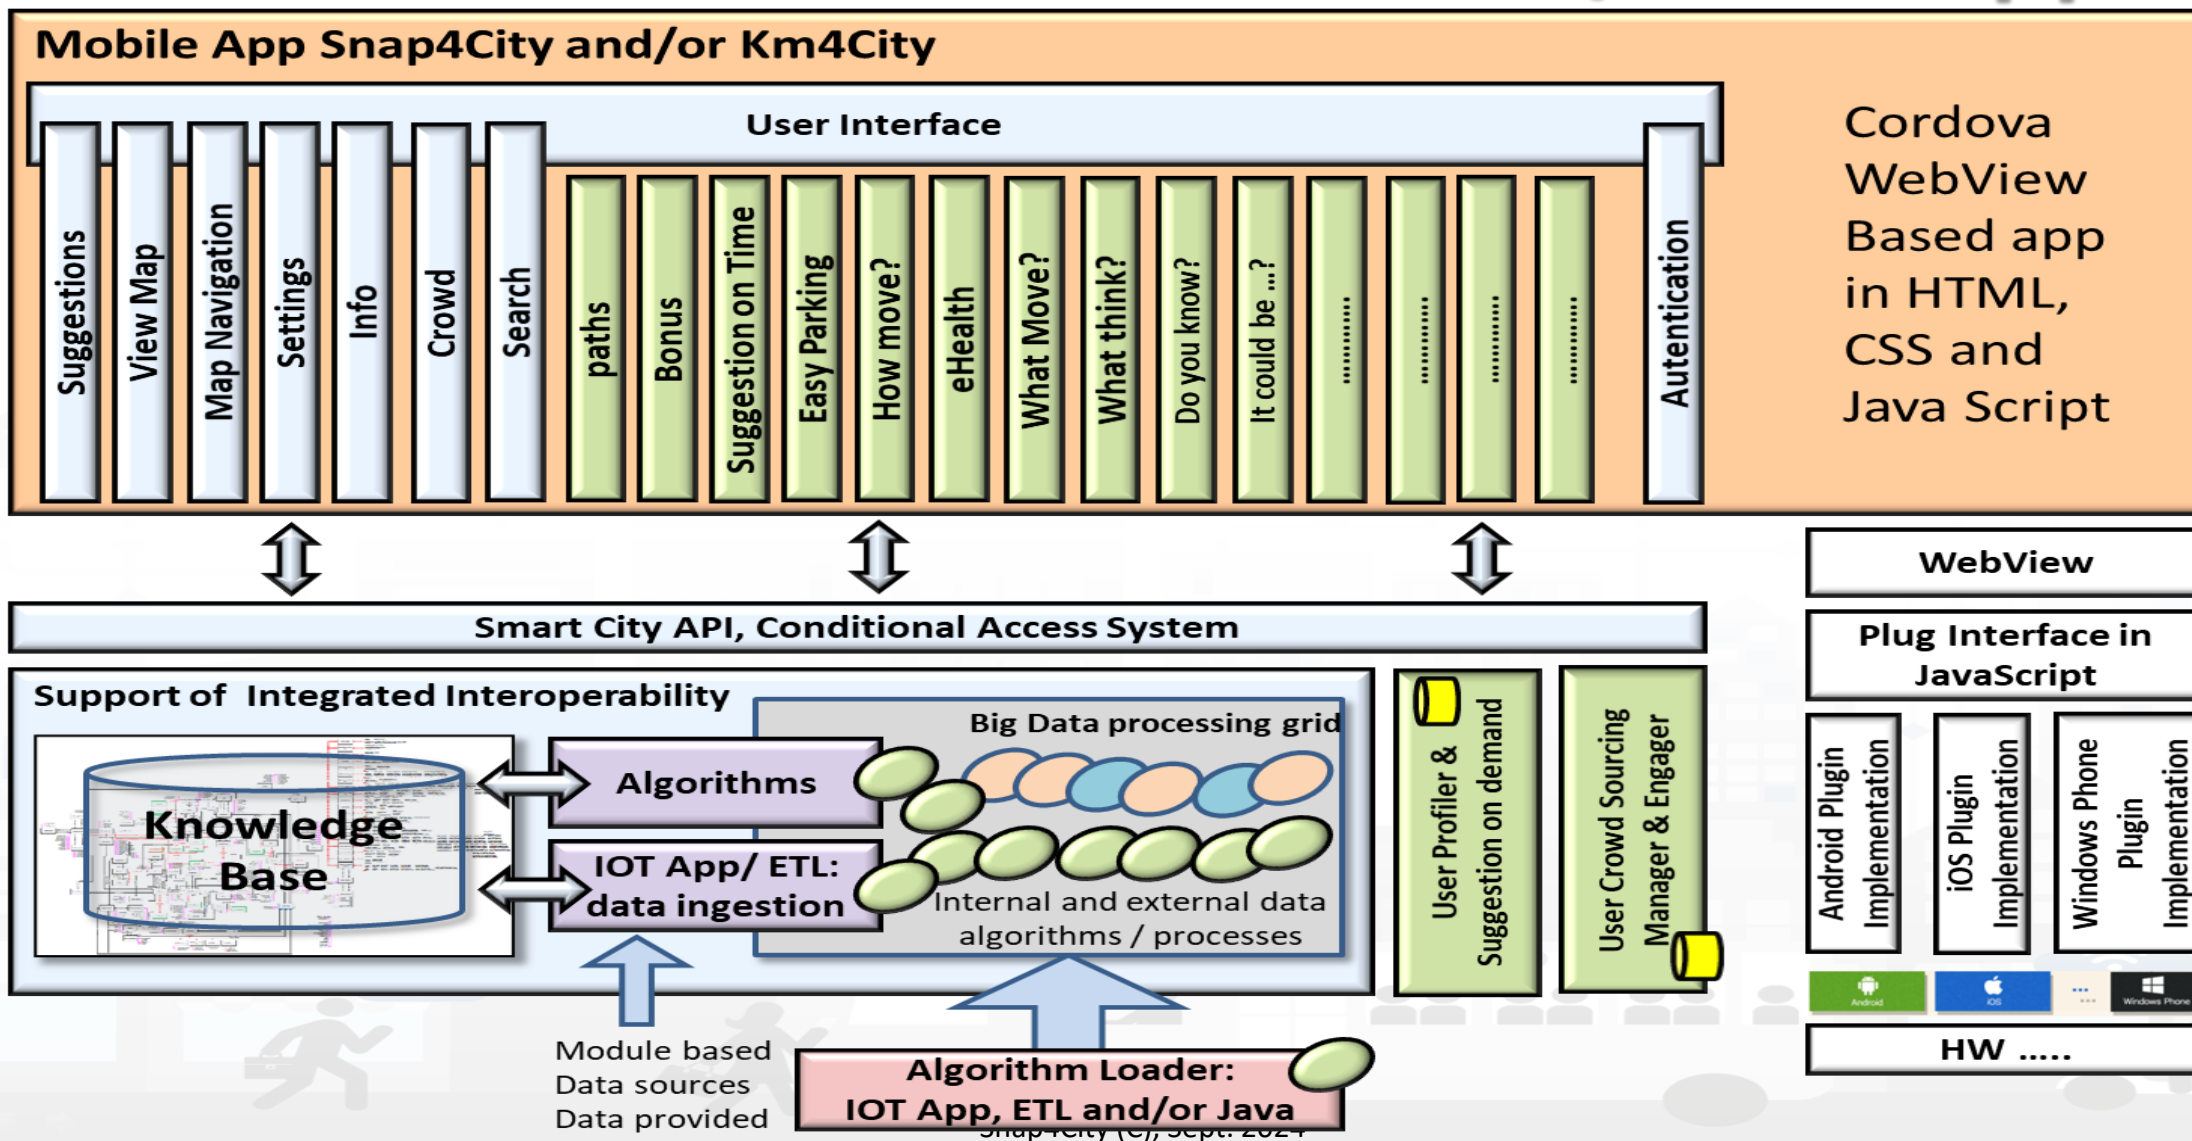 Mobile App Snap4City and/or Km4City
User Interface
Suggestions
View Map
Map Navigation
Settings
Info
Crowd
Search
paths
Bonus
Suggestion on Time
Easy Parking
How move?
eHealth
What Move?
What think?
Do you know?
It could be ...?
............
............
............
............
Autentication
Cordova
WebView
Based app
in HTML,
CSS and
Java Script
Smart City API, Conditional Access System
Support of Integrated Interoperability
Knowledge
Base
Algorithms
IOT App/ ETL:
data ingestion
Big Data processing grid
Internal and external data
algorithms / processes
User Profiler &
Suggestion on demand
User Crowd Sourcing
Manager & Engager
Module based
Data sources
Data provided
Algorithm Loader:
IOT App, ETL and/or Java
Snap4City (C), Sept. 2024
WebView
Plug Interface in
JavaScript
Android Plugin
Implementation
iOS Plugin
Implementation
Windows Phone
Plugin
Implementation
Android
iOS
...
...
Windows Phone
HW .....